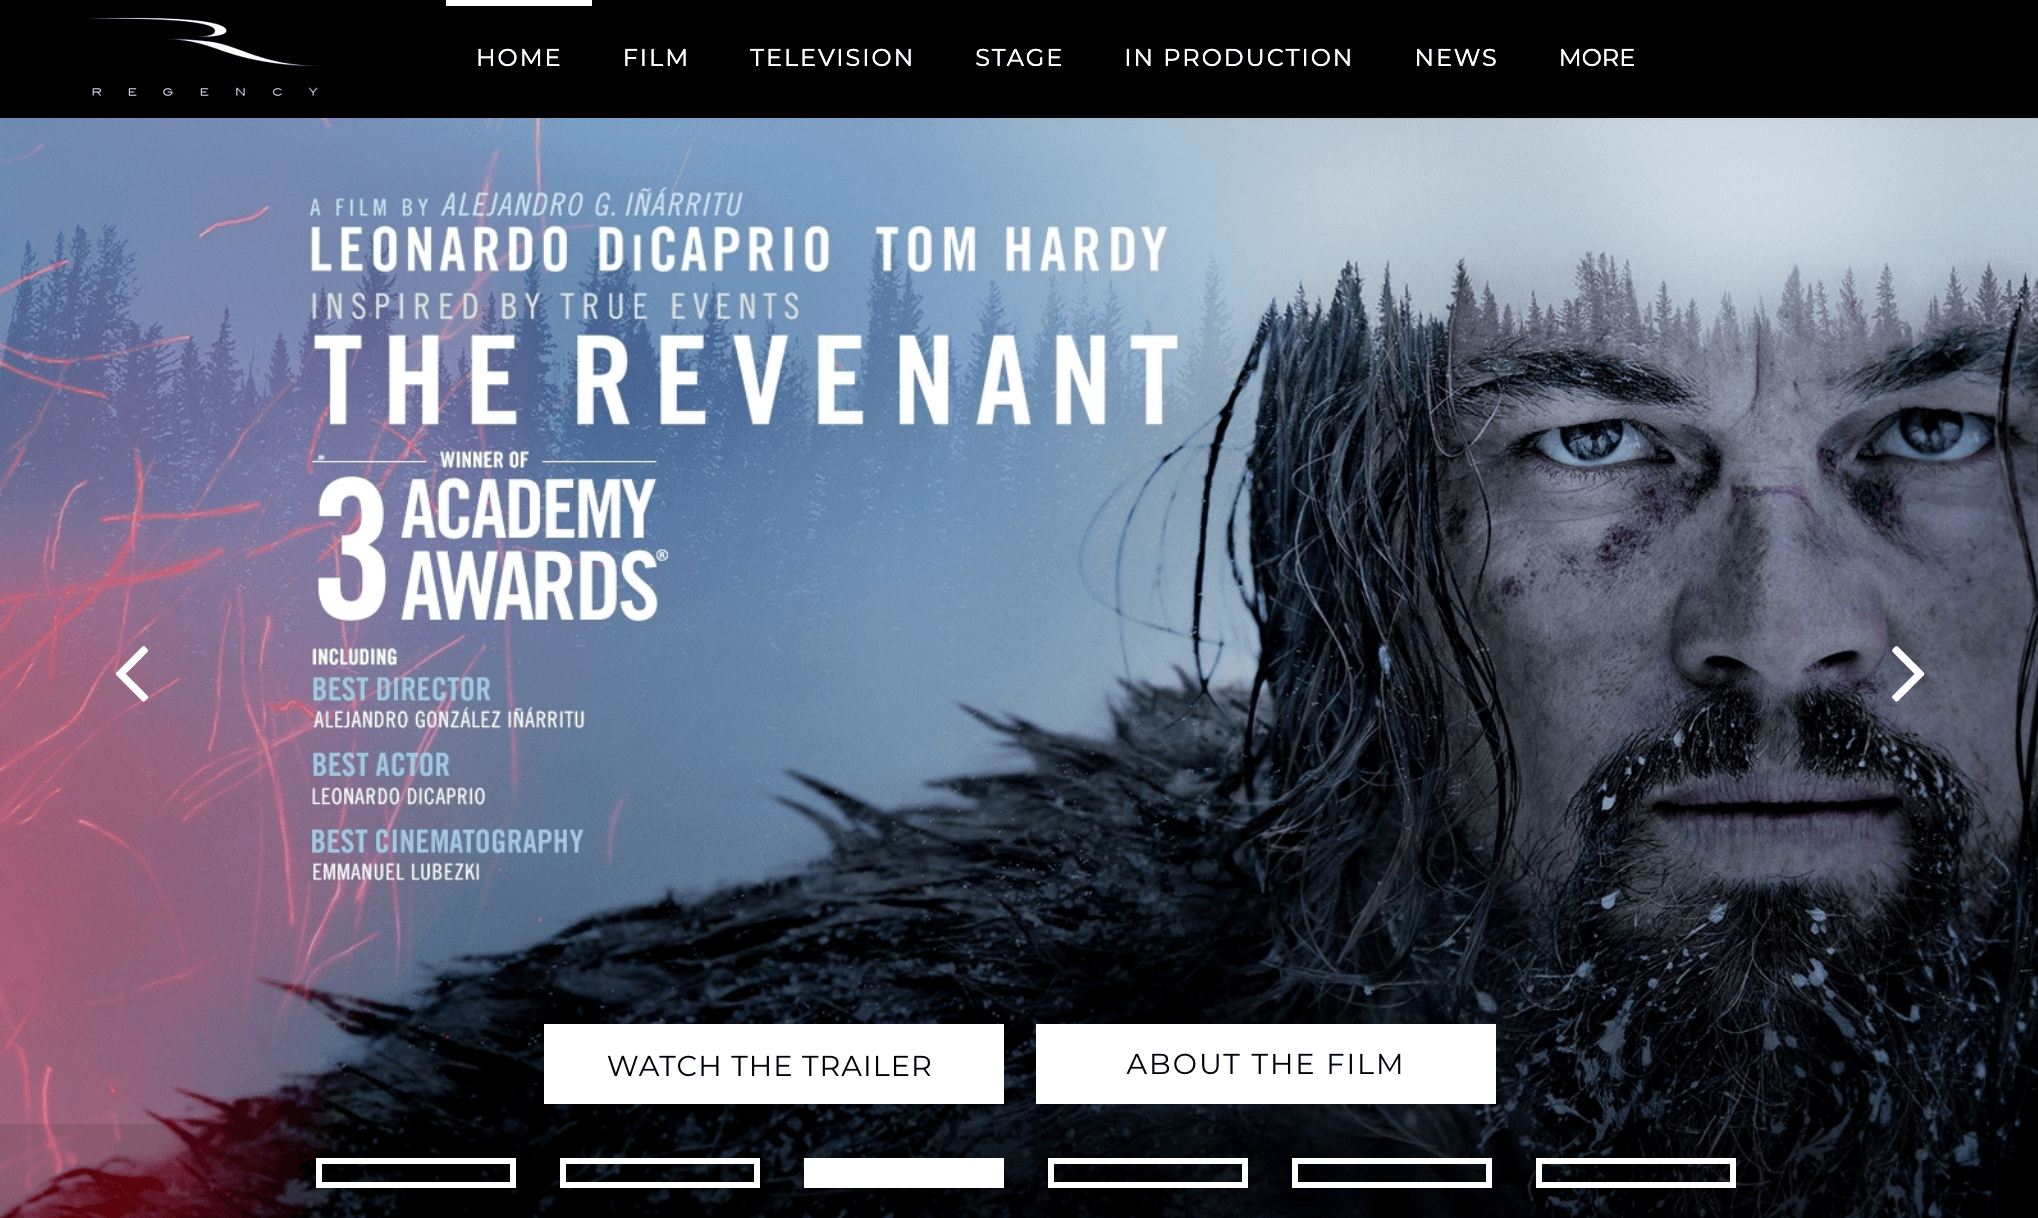 REGENCY
HOME FILM TELEVISION STAGE IN PRODUCTION NEWS MORE
A FILM BY ALEJANDRO G. IÑÁRRITU
LEONARDO DiCAPRIO TOM HARDY
INSPIRED BY TRUE EVENTS
THE REVENANT
WINNER OF
3 ACADEMY
AWARDS®
INCLUDING
BEST DIRECTOR
ALEJANDRO GONZÁLEZ IÑÁRRITU
BEST ACTOR
LEONARDO DICAPRIO
BEST CINEMATOGRAPHY
EMMANUEL LUBEZKI
WATCH THE TRAILER ABOUT THE FILM